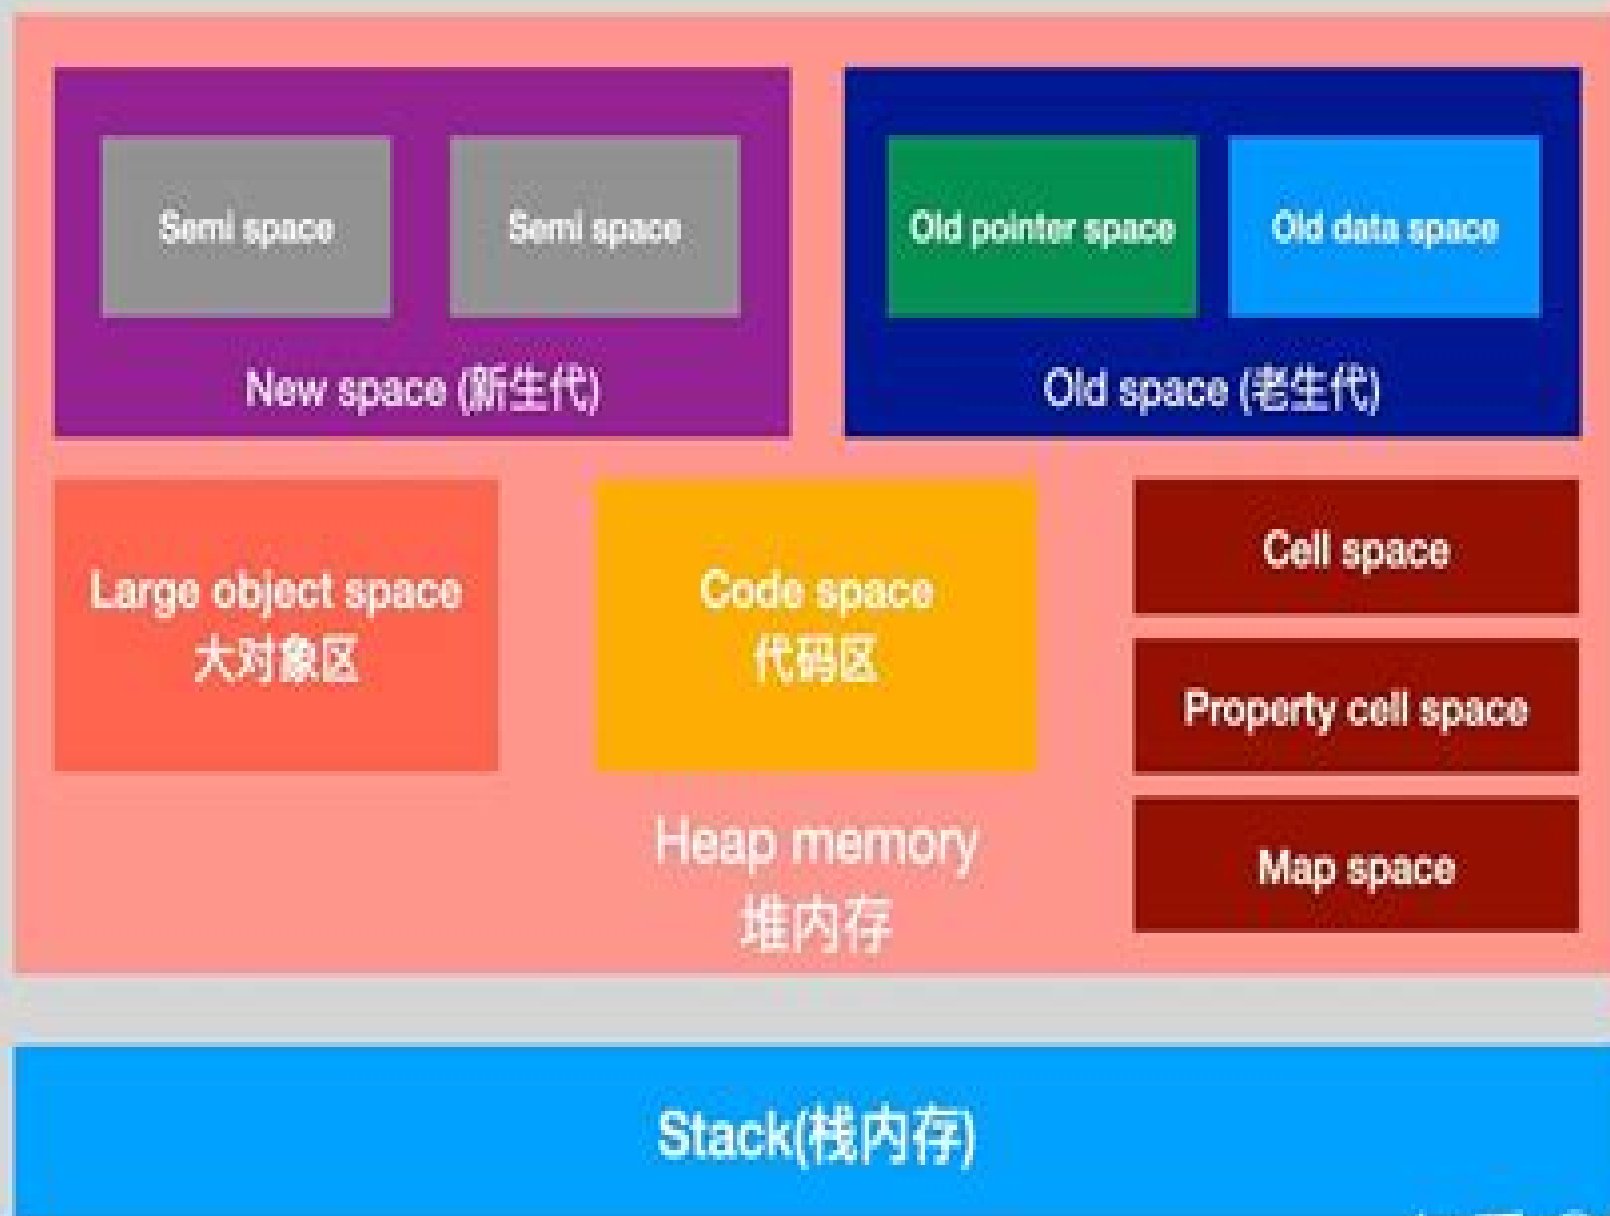 Semi space
Semi space
Old pointer space
Old data space
New space (新生代)
Old space (老生代)
Large object space
大对象区
Code space
代码区
Cell space
Property cell space
Map space
Heap memory
堆内存
Stack(栈内存)